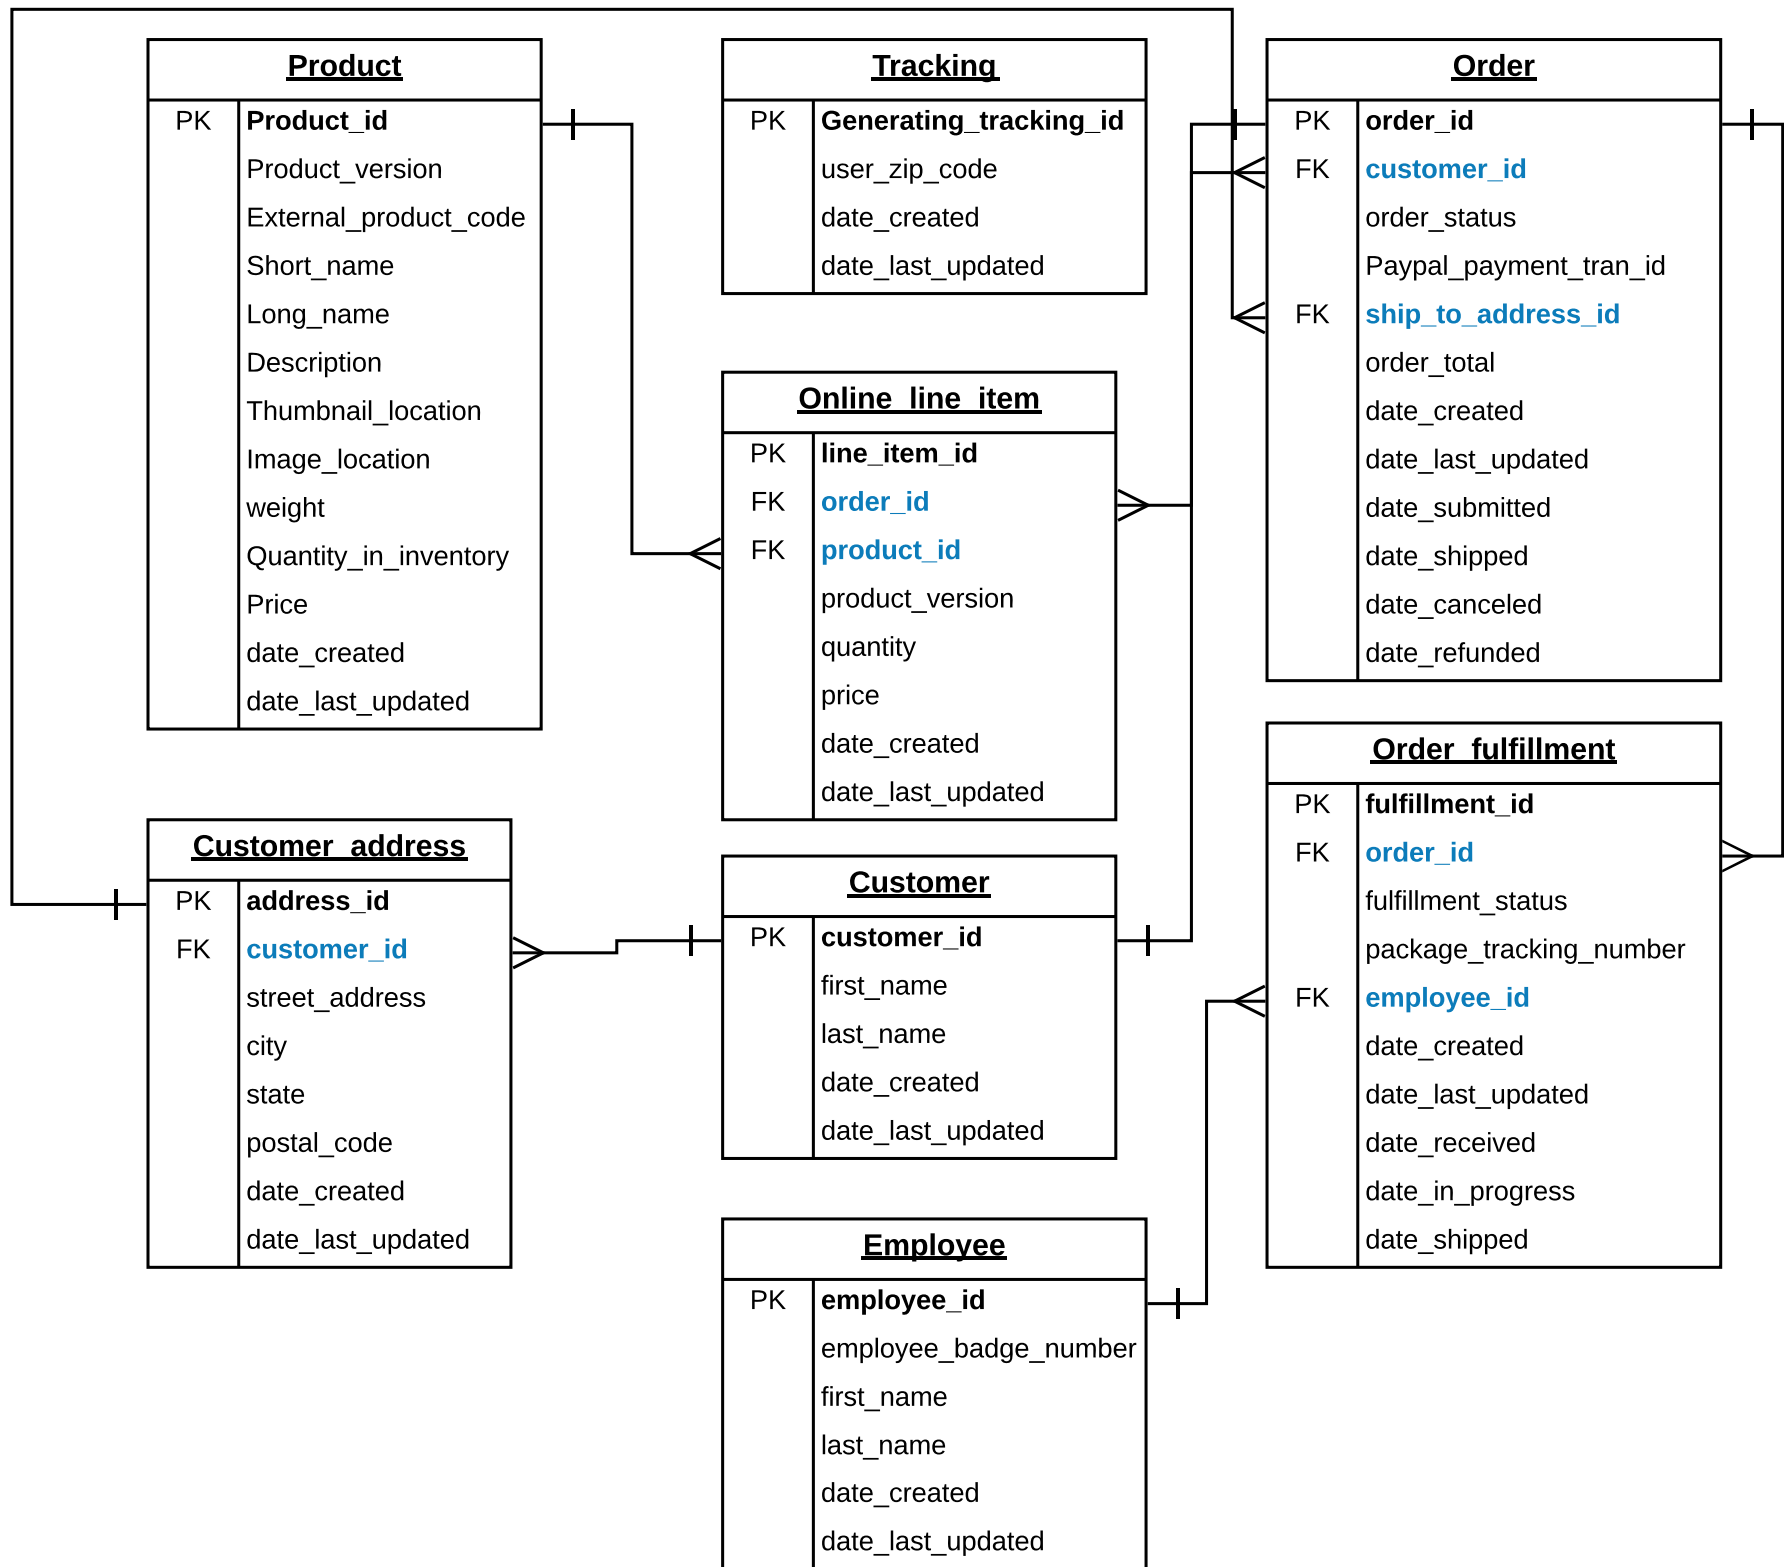 Product
PK Product_id
Product_version
External_product_code
Short_name
Long_name
Description
Thumbnail_location
Image_location
weight
Quantity_in_inventory
Price
date_created
date_last_updated
Tracking
PK Generating_tracking_id
user_zip_code
date_created
date_last_updated
Order
PK order_id
FK customer_id
order_status
Paypal_payment_tran_id
FK ship_to_address_id
order_total
date_created
date_last_updated
date_submitted
date_shipped
date_canceled
date_refunded
Online_line_item
PK line_item_id
FK order_id
FK product_id
product_version
quantity
price
date_created
date_last_updated
Order_fulfillment
PK fulfillment_id
FK order_id
fulfillment_status
package_tracking_number
FK employee_id
date_created
date_last_updated
date_received
date_in_progress
date_shipped
Customer_address
PK address_id
FK customer_id
street_address
city
state
postal_code
date_created
date_last_updated
Customer
PK customer_id
first_name
last_name
date_created
date_last_updated
Employee
PK employee_id
employee_badge_number
first_name
last_name
date_created
date_last_updated